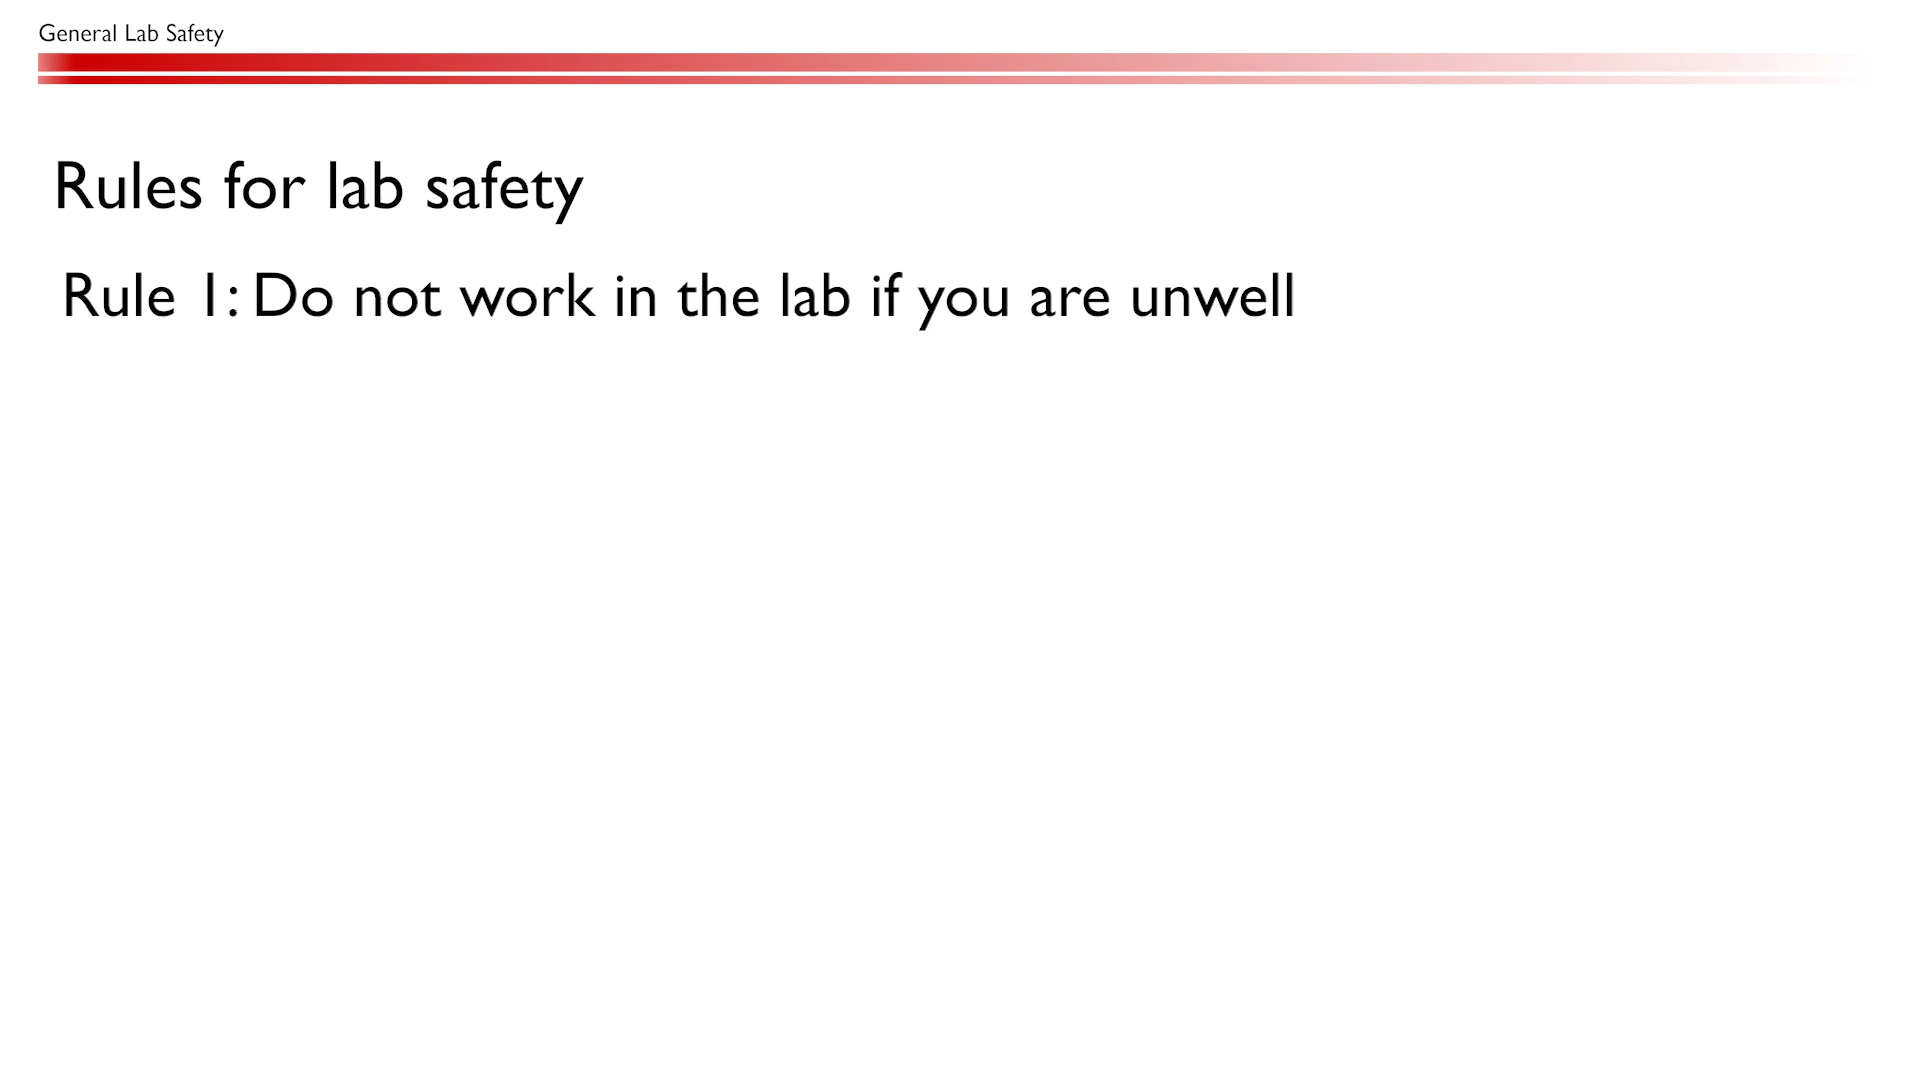 General Lab Safety
Rules for lab safety
Rule 1: Do not work in the lab if you are unwell